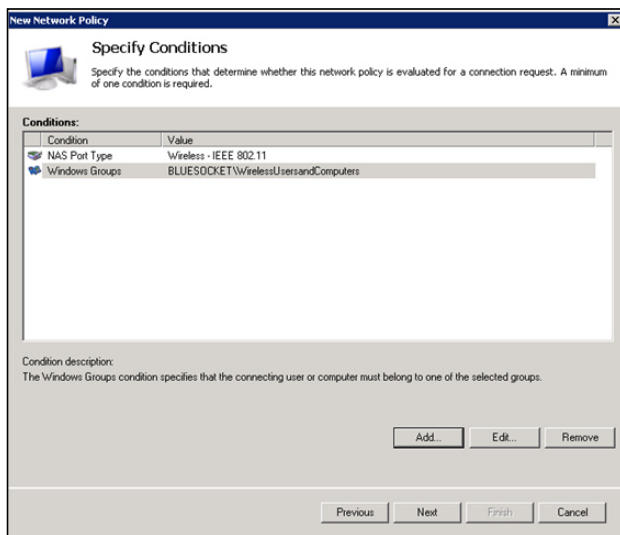 New Network Policy
Specify Conditions
Specify the conditions that determine whether this network policy is evaluated for a connection request. A minimum
of one condition is required.
Conditions:
Condition Value
NAS Port Type Wireless - IEEE 802.11
Windows Groups BLUESOCKET\WirelessUsersandComputers
Condition description:
The Windows Groups condition specifies that the connecting user or computer must belong to one of the selected groups.
Add... Edit... Remove
Previous Next Finish Cancel